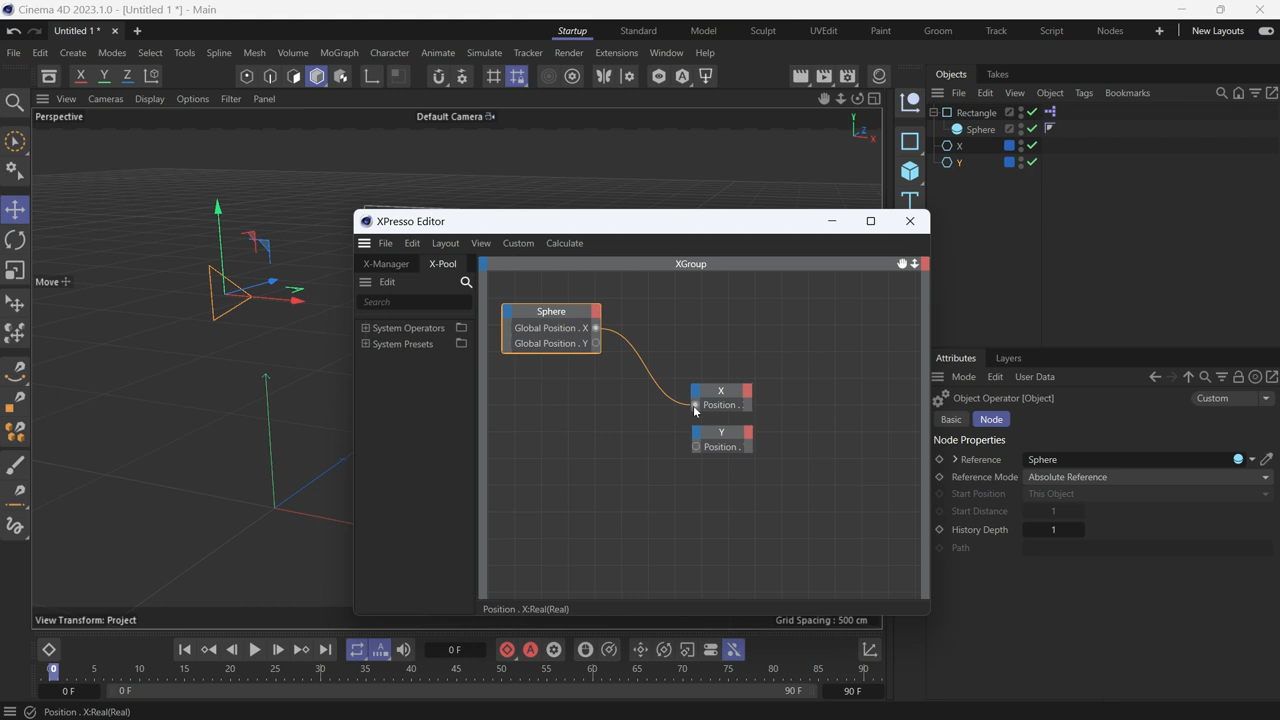 Cinema 4D 2023.1.0 - [Untitled 1 *] - Main
Untitled 1 *
Startup Standard Model Sculpt UVEdit Paint Groom Track Script Nodes New Layouts
File Edit Create Modes Select Tools Spline Mesh Volume MoGraph Character Animate Simulate Tracker Render Extensions Window Help
X Y Z
Objects Takes
View Cameras Display Options Filter Panel
File Edit View Object Tags Bookmarks
Perspective
Default Camera
Y
Z
X
Rectangle
Sphere
X
Y
XPresso Editor
File Edit Layout View Custom Calculate
X-Manager X-Pool
XGroup
Edit
Search
Move
System Operators
System Presets
Sphere
Global Position . X
Global Position . Y
X
Position .
Y
Position .
Position . X:Real(Real)
Attributes Layers
Mode Edit User Data
Object Operator [Object]
Custom
Basic Node
Node Properties
Reference Sphere
Reference Mode Absolute Reference
Start Position This Object
Start Distance 1
History Depth 1
Path
View Transform: Project
Grid Spacing : 500 cm
0 F
0 5 10 15 20 25 30 35 40 45 50 55 60 65 70 75 80 85 90
0 F 0 F 90 F 90 F
Position . X:Real(Real)